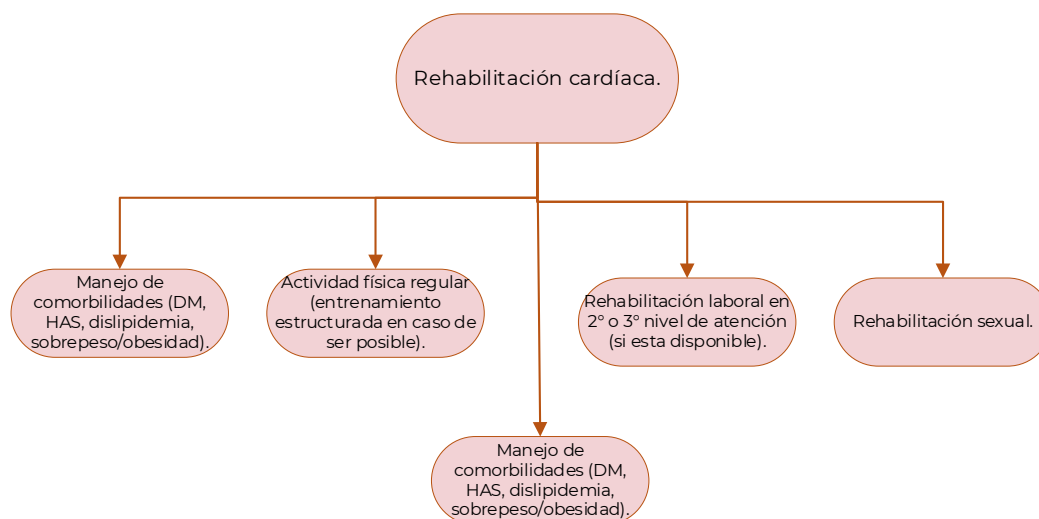 Rehabilitación cardíaca.
Manejo de
comorbilidades (DM,
HAS, dislipidemia,
sobrepeso/obesidad).
Actividad física regular
(entrenamiento
estructurada en caso de
ser posible).
Rehabilitación laboral en
2° o 3° nivel de atención
(si esta disponible).
Rehabilitación sexual.
Manejo de
comorbilidades (DM,
HAS, dislipidemia,
sobrepeso/obesidad).